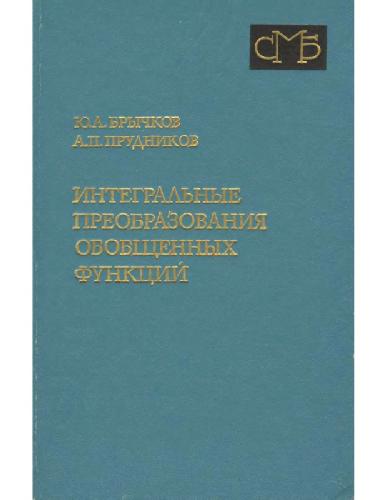 СМБ
Ю.А.БРЫЧКОВ
А.П.ПРУДНИКОВ
ИНТЕГРАЛЬНЫЕ
ПРЕОБРАЗОВАНИЯ
ОБОБЩЕННЫХ
ФУНКЦИЙ